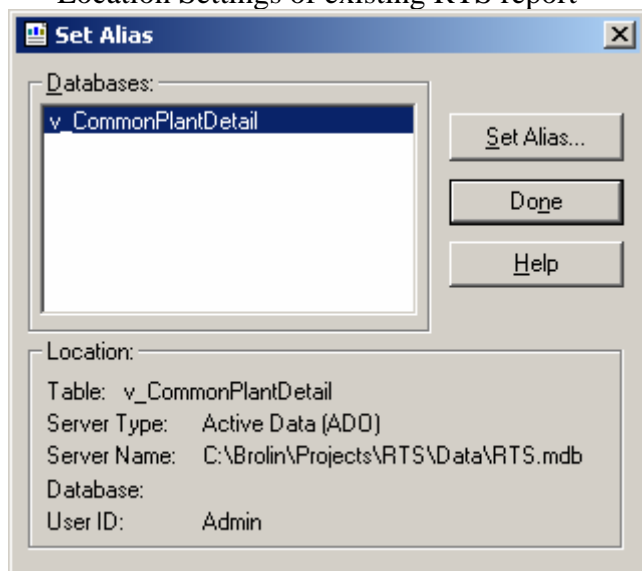 Location Settings of existing RTS report
Set Alias
Databases:
v_CommonPlantDetail
Set Alias...
Done
Help
Location:
Table: v_CommonPlantDetail
Server Type: Active Data (ADO)
Server Name: C:\Brolin\Projects\RTS\Data\RTS.mdb
Database:
User ID: Admin